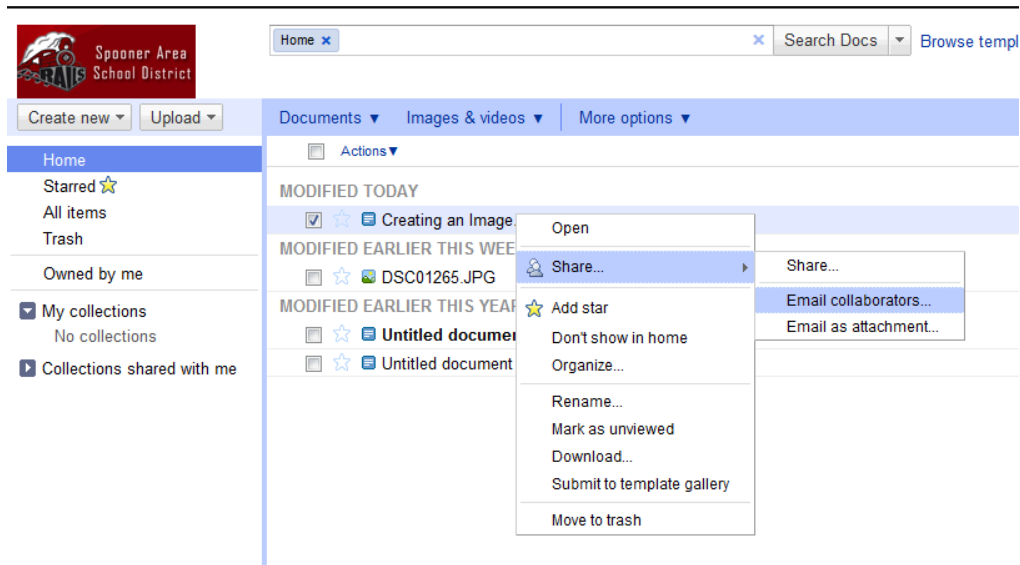 Spooner Area
School District
RAILS
Home x
x
Search Docs
Browse templ
Create new
Upload
Documents
Images & videos
More options
Home
Starred
All items
Trash
Owned by me
My collections
No collections
Collections shared with me
Actions
MODIFIED TODAY
Creating an Image.
MODIFIED EARLIER THIS WEE
DSC01265.JPG
MODIFIED EARLIER THIS YEAR
Untitled documen
Untitled document
Open
Share...
Add star
Don't show in home
Organize...
Rename...
Mark as unviewed
Download...
Submit to template gallery
Move to trash
Share...
Email collaborators...
Email as attachment...